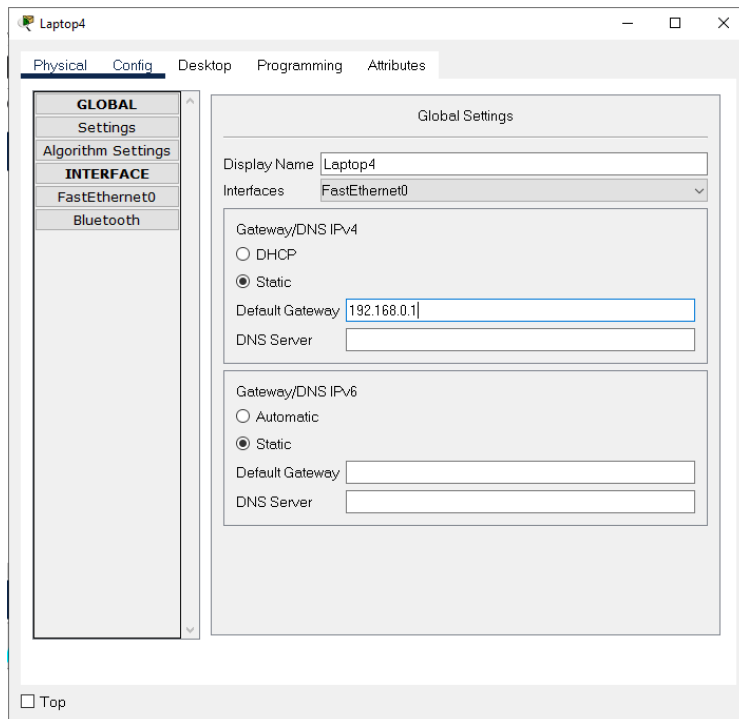 Laptop4
Physical Config Desktop Programming Attributes
GLOBAL
Settings
Algorithm Settings
INTERFACE
FastEthernet0
Bluetooth
Global Settings
Display Name Laptop4
Interfaces FastEthernet0
Gateway/DNS IPv4
DHCP
Static
Default Gateway 192.168.0.1
DNS Server
Gateway/DNS IPv6
Automatic
Static
Default Gateway
DNS Server
Top